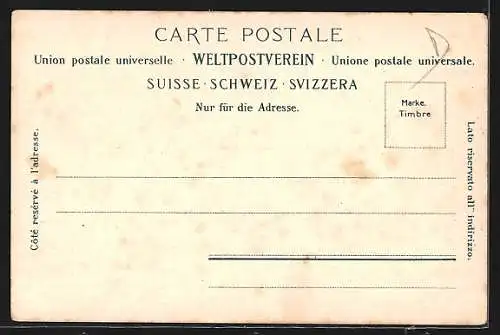 CARTE POSTALE
Union postale universelle · WELTPOSTVEREIN · Unione postale universale.
SUISSE · SCHWEIZ · SVIZZERA
Nur für die Adresse.
Marke.
Timbre
Côté resérvé à l'adresse.
Lato riservato all' indirizzo.